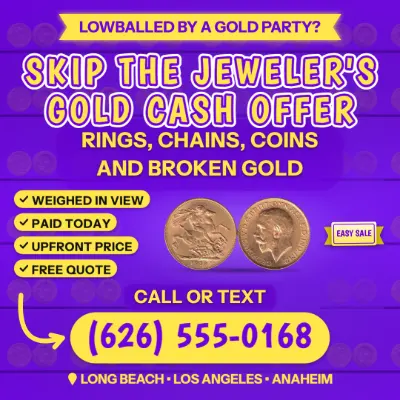 LOWBALLED BY A GOLD PARTY?
SKIP THE JEWELER'S
GOLD CASH OFFER
RINGS, CHAINS, COINS
AND BROKEN GOLD
✓ WEIGHED IN VIEW
✓ PAID TODAY
✓ UPFRONT PRICE
✓ FREE QUOTE
EASY SALE
CALL OR TEXT
(626) 555-0168
LONG BEACH • LOS ANGELES • ANAHEIM